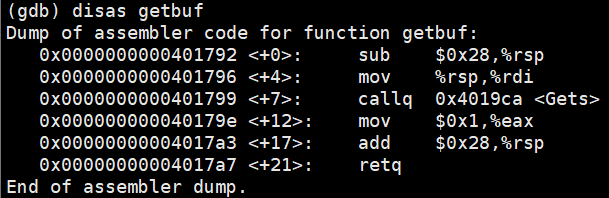 (gdb) disas getbuf
Dump of assembler code for function getbuf:
   0x0000000000401792 <+0>:     sub    $0x28,%rsp
   0x0000000000401796 <+4>:     mov    %rsp,%rdi
   0x0000000000401799 <+7>:     callq  0x4019ca <Gets>
   0x000000000040179e <+12>:    mov    $0x1,%eax
   0x00000000004017a3 <+17>:    add    $0x28,%rsp
   0x00000000004017a7 <+21>:    retq
End of assembler dump.